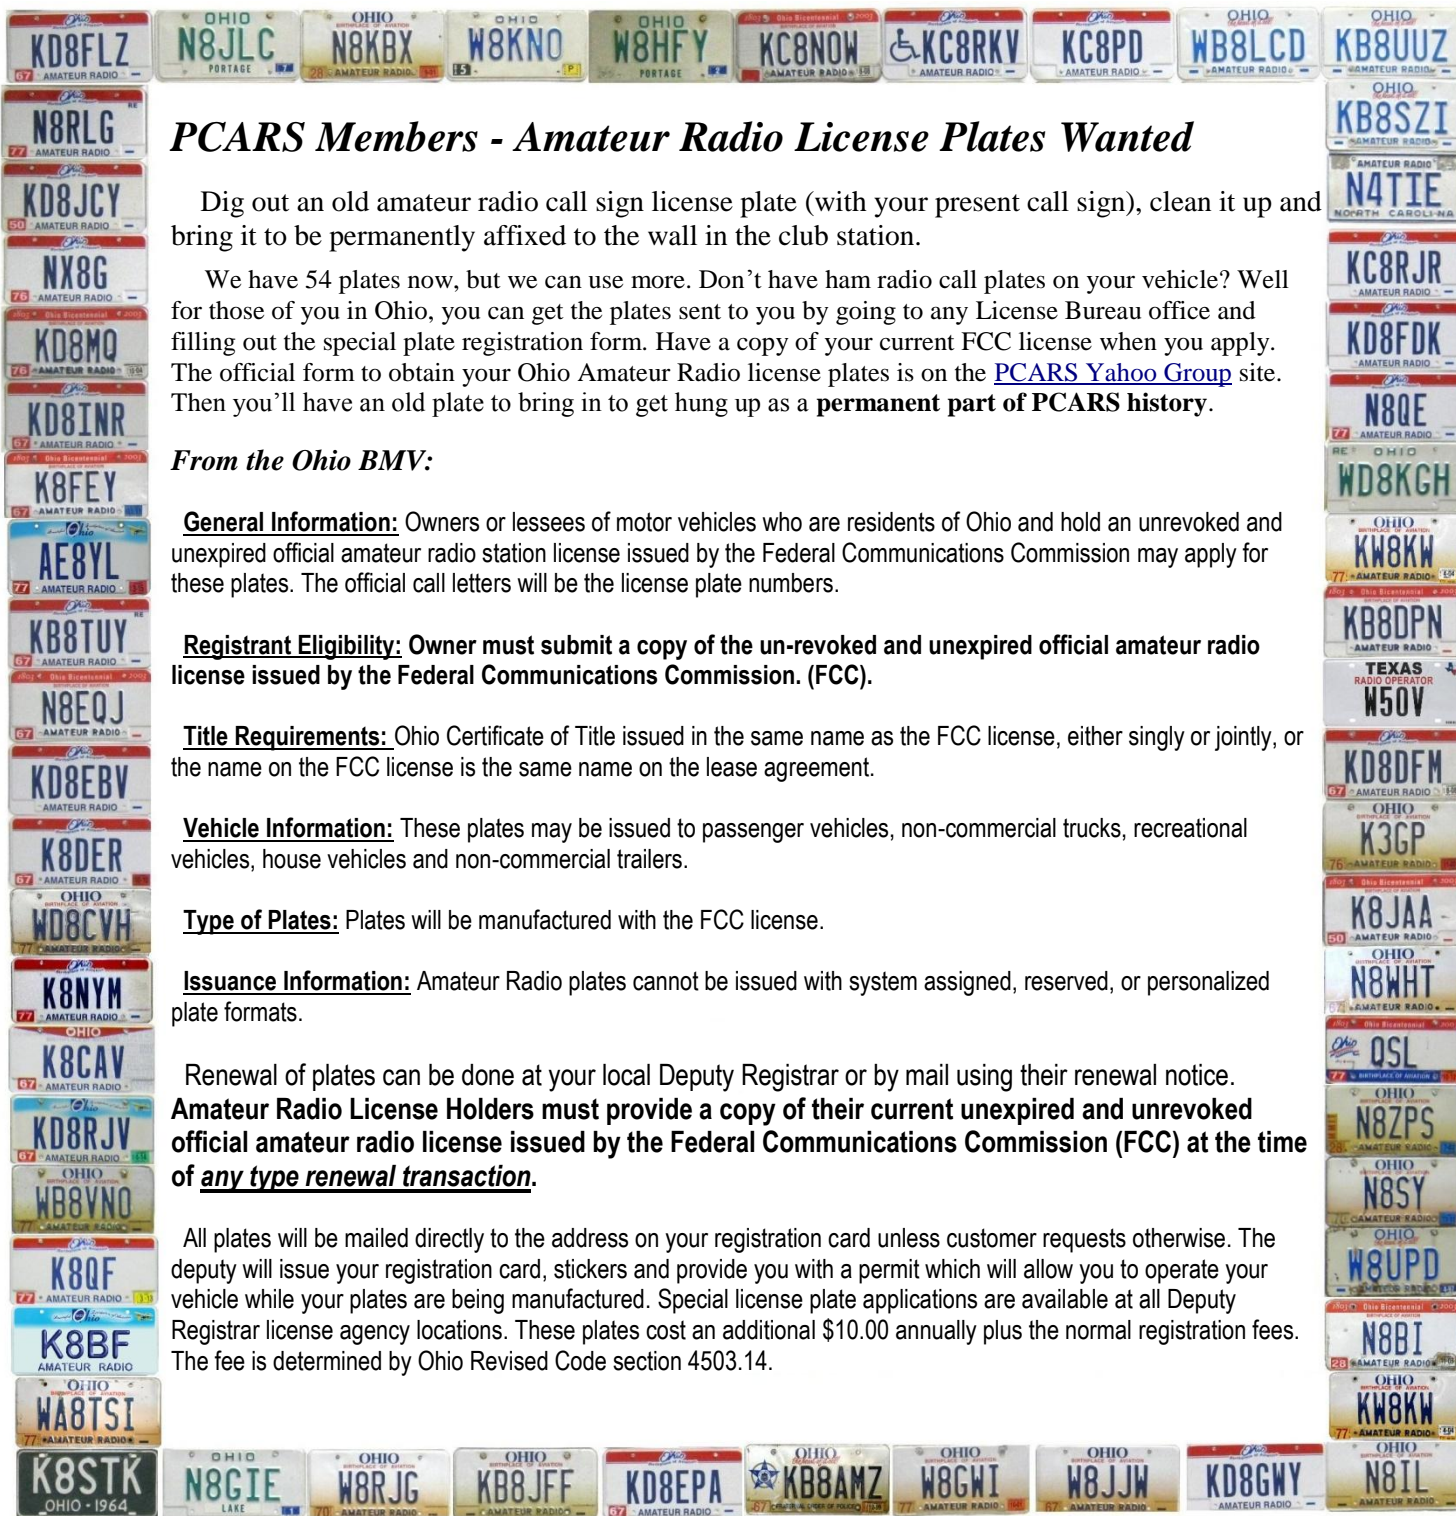 KD8FLZ
N8JLC
N8KBX
W8KNO
W8HFY
KC8NOW
KC8RKV
KC8PD
WB8LCD
KB8UUZ
N8RLG
KD8JCY
NX8G
KD8MQ
KD8INR
K8FEY
AE8YL
KB8TUY
N8EQJ
KD8EBV
K8DER
WD8CVH
K8NYM
K8CAV
KD8RJV
WB8VNO
K8QF
K8BF
AMATEUR RADIO
WA8TSI
PCARS Members - Amateur Radio License Plates Wanted
Dig out an old amateur radio call sign license plate (with your present call sign), clean it up and
bring it to be permanently affixed to the wall in the club station.
We have 54 plates now, but we can use more. Don’t have ham radio call plates on your vehicle? Well
for those of you in Ohio, you can get the plates sent to you by going to any License Bureau office and
filling out the special plate registration form. Have a copy of your current FCC license when you apply.
The official form to obtain your Ohio Amateur Radio license plates is on the PCARS Yahoo Group site.
Then you’ll have an old plate to bring in to get hung up as a permanent part of PCARS history.
From the Ohio BMV:
General Information: Owners or lessees of motor vehicles who are residents of Ohio and hold an unrevoked and
unexpired official amateur radio station license issued by the Federal Communications Commission may apply for
these plates. The official call letters will be the license plate numbers.
Registrant Eligibility: Owner must submit a copy of the un-revoked and unexpired official amateur radio
license issued by the Federal Communications Commission. (FCC).
Title Requirements: Ohio Certificate of Title issued in the same name as the FCC license, either singly or jointly, or
the name on the FCC license is the same name on the lease agreement.
Vehicle Information: These plates may be issued to passenger vehicles, non-commercial trucks, recreational
vehicles, house vehicles and non-commercial trailers.
Type of Plates: Plates will be manufactured with the FCC license.
Issuance Information: Amateur Radio plates cannot be issued with system assigned, reserved, or personalized
plate formats.
Renewal of plates can be done at your local Deputy Registrar or by mail using their renewal notice.
Amateur Radio License Holders must provide a copy of their current unexpired and unrevoked
official amateur radio license issued by the Federal Communications Commission (FCC) at the time
of any type renewal transaction.
All plates will be mailed directly to the address on your registration card unless customer requests otherwise. The
deputy will issue your registration card, stickers and provide you with a permit which will allow you to operate your
vehicle while your plates are being manufactured. Special license plate applications are available at all Deputy
Registrar license agency locations. These plates cost an additional $10.00 annually plus the normal registration fees.
The fee is determined by Ohio Revised Code section 4503.14.
KB8SZI
AMATEUR RADIO
N4TIE
KC8RJR
KD8FDK
N8QE
WD8KGH
KW8KW
KB8DPN
TEXAS
RADIO OPERATOR
W5OV
KD8DFM
K3GP
K8JAA
N8WHT
QSL
N8ZPS
N8SY
W8UPD
N8BI
KW8KW
K8STK
OHIO • 1964
N8GIE
LAKE
W8RJG
KB8JFF
KD8EPA
KB8AMZ
W8GWI
W8JJW
KD8GWY
N8IL